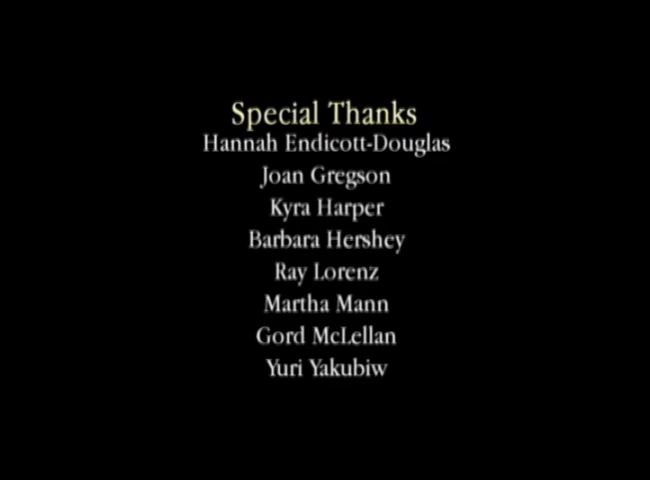 Special Thanks
Hannah Endicott-Douglas
Joan Gregson
Kyra Harper
Barbara Hershey
Ray Lorenz
Martha Mann
Gord McLellan
Yuri Yakubiw